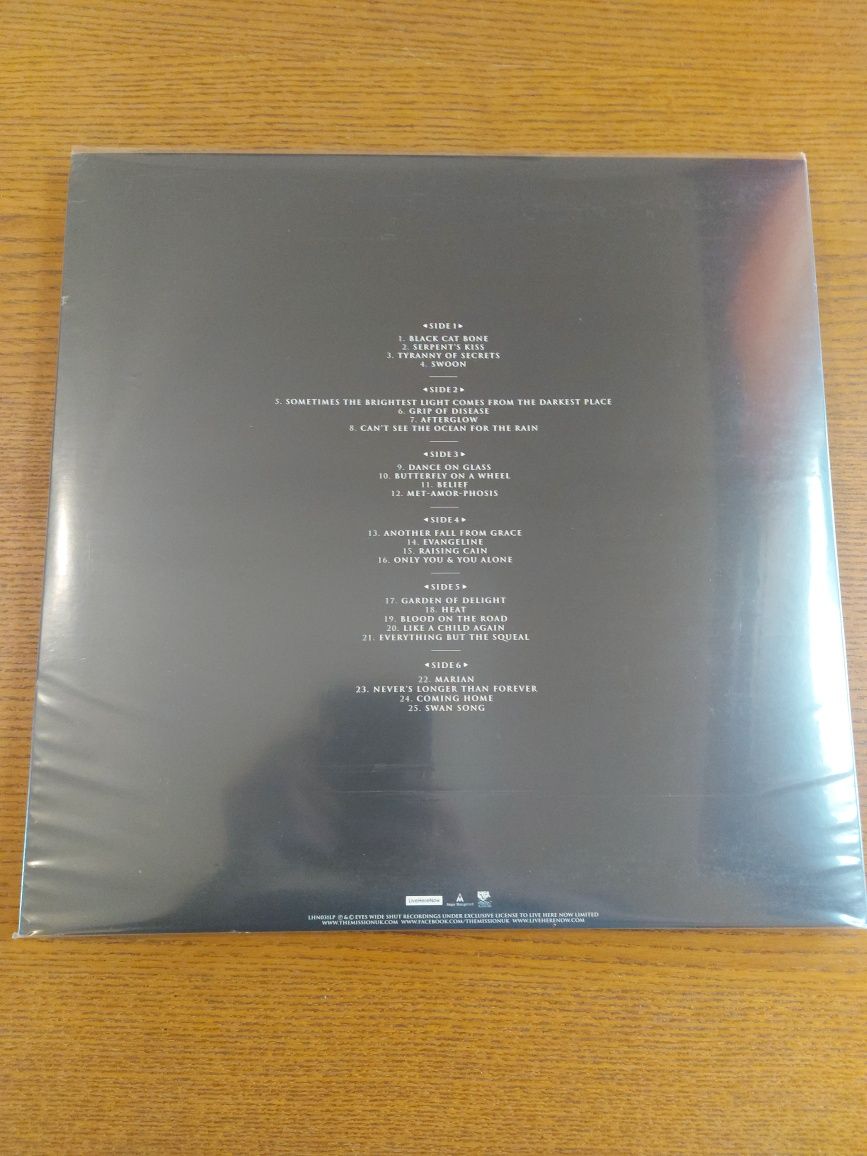 ◄SIDE 1►
1. BLACK CAT BONE
2. SERPENT'S KISS
3. TYRANNY OF SECRETS
4. SWOON
◄SIDE 2►
5. SOMETIMES THE BRIGHTEST LIGHT COMES FROM THE DARKEST PLACE
6. GRIP OF DISEASE
7. AFTERGLOW
8. CAN'T SEE THE OCEAN FOR THE RAIN
◄SIDE 3►
9. DANCE ON GLASS
10. BUTTERFLY ON A WHEEL
11. BELIEF
12. MET-AMOR-PHOSIS
◄SIDE 4►
13. ANOTHER FALL FROM GRACE
14. EVANGELINE
15. RAISING CAIN
16. ONLY YOU & YOU ALONE
◄SIDE 5►
17. GARDEN OF DELIGHT
18. HEAT
19. BLOOD ON THE ROAD
20. LIKE A CHILD AGAIN
21. EVERYTHING BUT THE SQUEAL
◄SIDE 6►
22. MARIAN
23. NEVER'S LONGER THAN FOREVER
24. COMING HOME
25. SWAN SONG
LiveHereNow
LHN036LP ℗ & © EYES WIDE SHUT RECORDINGS UNDER EXCLUSIVE LICENSE TO LIVE HERE NOW LIMITED
WWW.THEMISSIONUK.COM WWW.FACEBOOK.COM/THEMISSIONUK WWW.LIVEHERENOW.COM